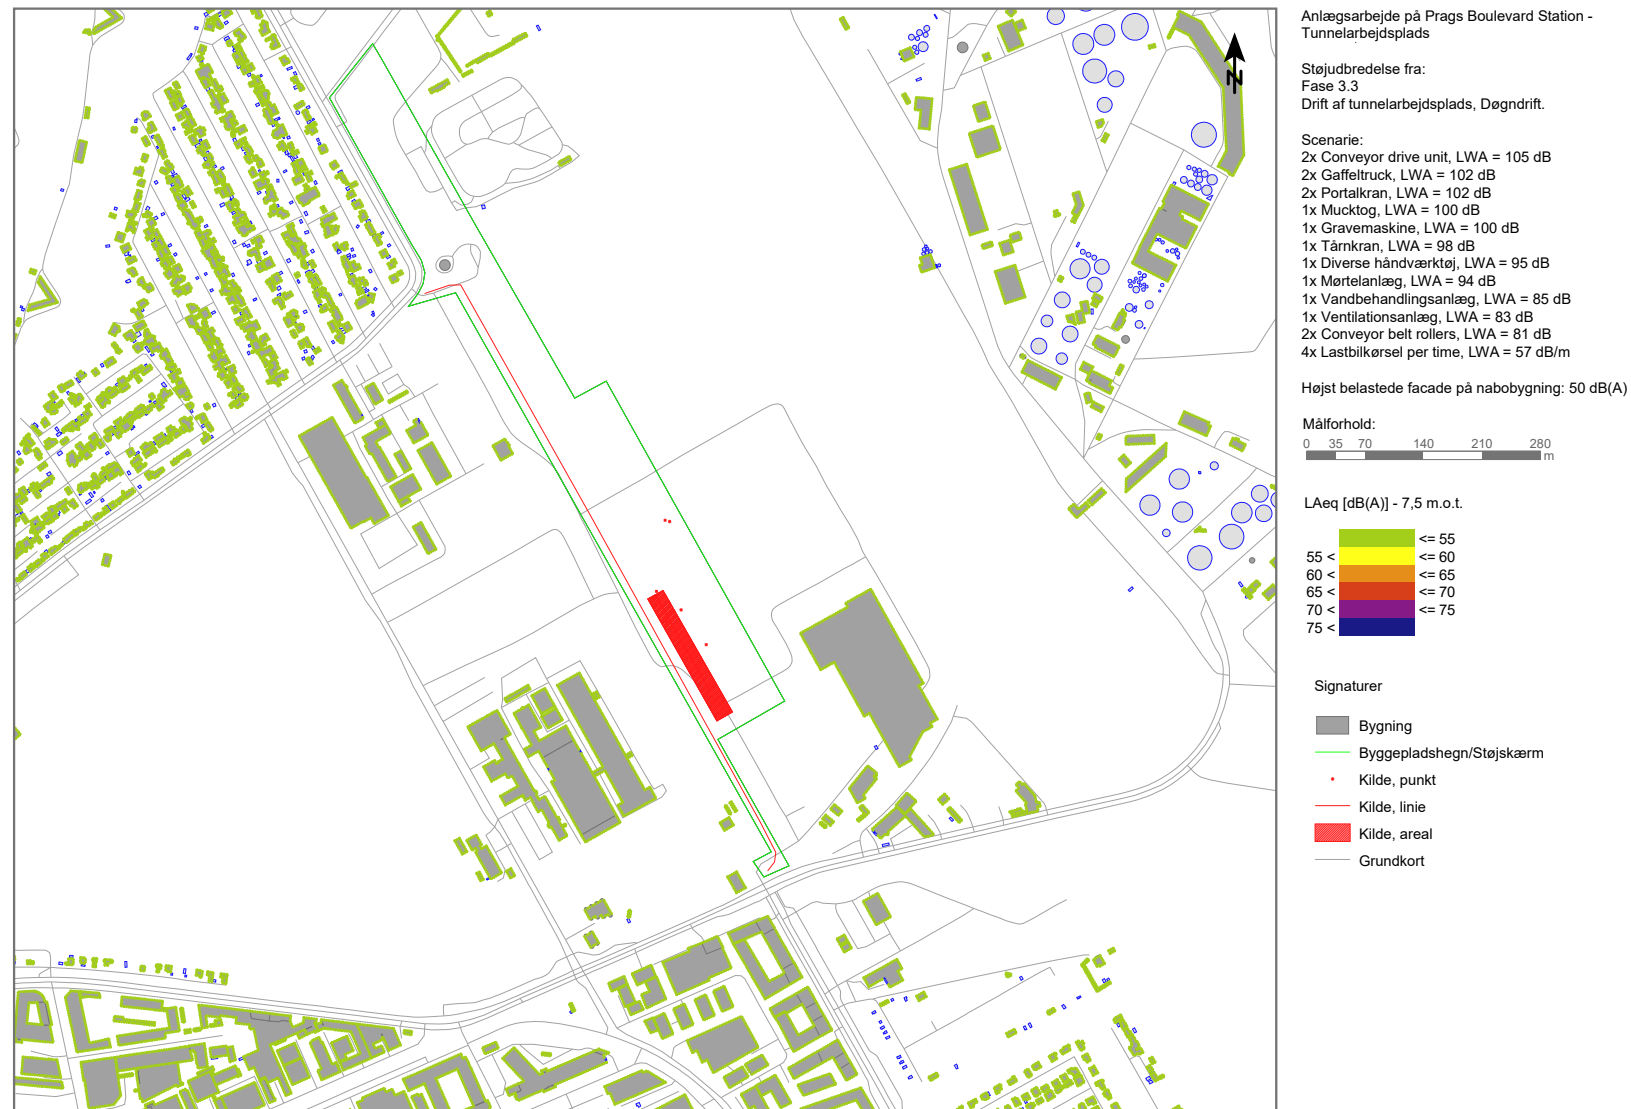 Anlægsarbejde på Prags Boulevard Station -
Tunnelarbejdsplads
N
Støjudbredelse fra:
Fase 3.3
Drift af tunnelarbejdsplads, Døgndrift.
Scenarie:
2x Conveyor drive unit, LWA = 105 dB
2x Gaffeltruck, LWA = 102 dB
2x Portalkran, LWA = 102 dB
1x Mucktog, LWA = 100 dB
1x Gravemaskine, LWA = 100 dB
1x Tårnkran, LWA = 98 dB
1x Diverse håndværktøj, LWA = 95 dB
1x Mørtelanlæg, LWA = 94 dB
1x Vandbehandlingsanlæg, LWA = 85 dB
1x Ventilationsanlæg, LWA = 83 dB
2x Conveyor belt rollers, LWA = 81 dB
4x Lastbilkørsel per time, LWA = 57 dB/m
Højst belastede facade på nabobygning: 50 dB(A)
Målforhold:
0 35 70 140 210 280
m
LAeq [dB(A)] - 7,5 m.o.t.
<= 55
55 < <= 60
60 < <= 65
65 < <= 70
70 < <= 75
75 <
Signaturer
Bygning
Byggepladshegn/Støjskærm
Kilde, punkt
Kilde, linie
Kilde, areal
Grundkort